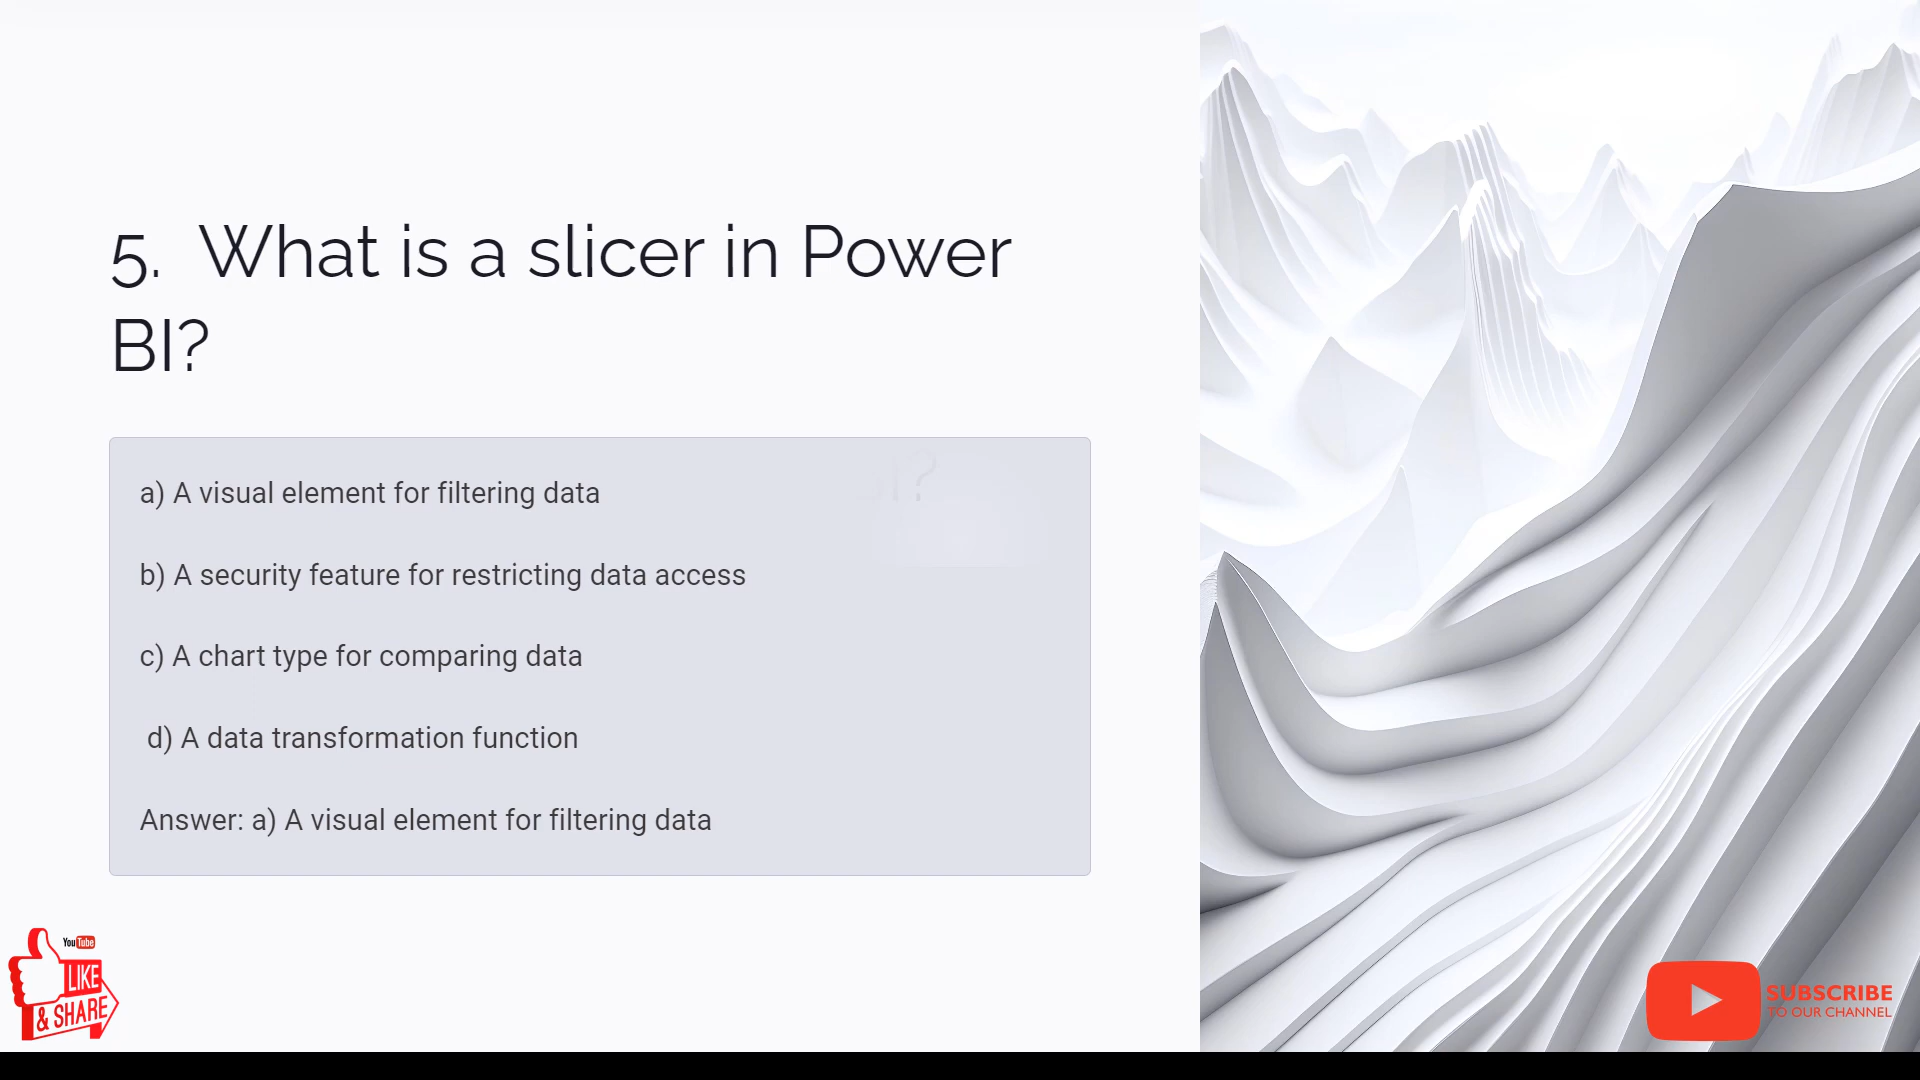 5. What is a slicer in Power
BI?
a) A visual element for filtering data
b) A security feature for restricting data access
c) A chart type for comparing data
d) A data transformation function
Answer: a) A visual element for filtering data
YouTube
LIKE
& SHARE
SUBSCRIBE
TO OUR CHANNEL